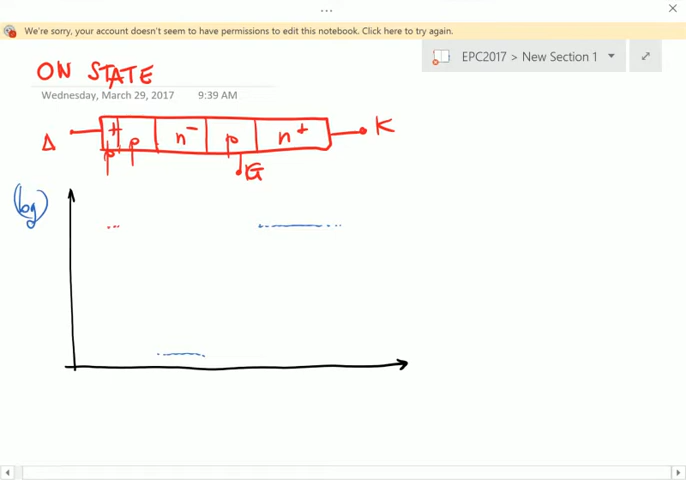 We're sorry, your account doesn't seem to have permissions to edit this notebook. Click here to try again.
EPC2017 > New Section 1
ON STATE
Wednesday, March 29, 2017 9:39 AM
A p+ p n⁻ p n⁺ K
G
(log)